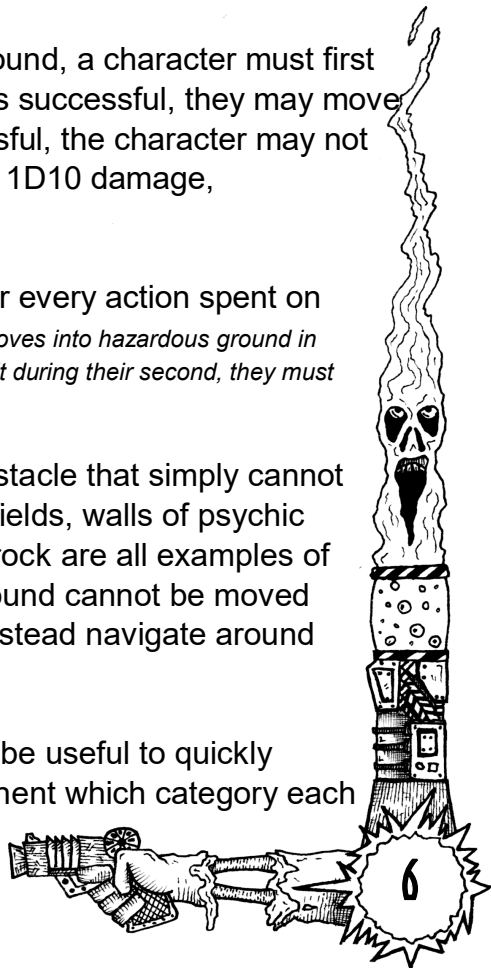 ound, a character must first
s successful, they may move
sful, the character may not
1D10 damage,
r every action spent on
oves into hazardous ground in
t during their second, they must
stacle that simply cannot
ields, walls of psychic
rock are all examples of
ound cannot be moved
stead navigate around
be useful to quickly
nent which category each
6